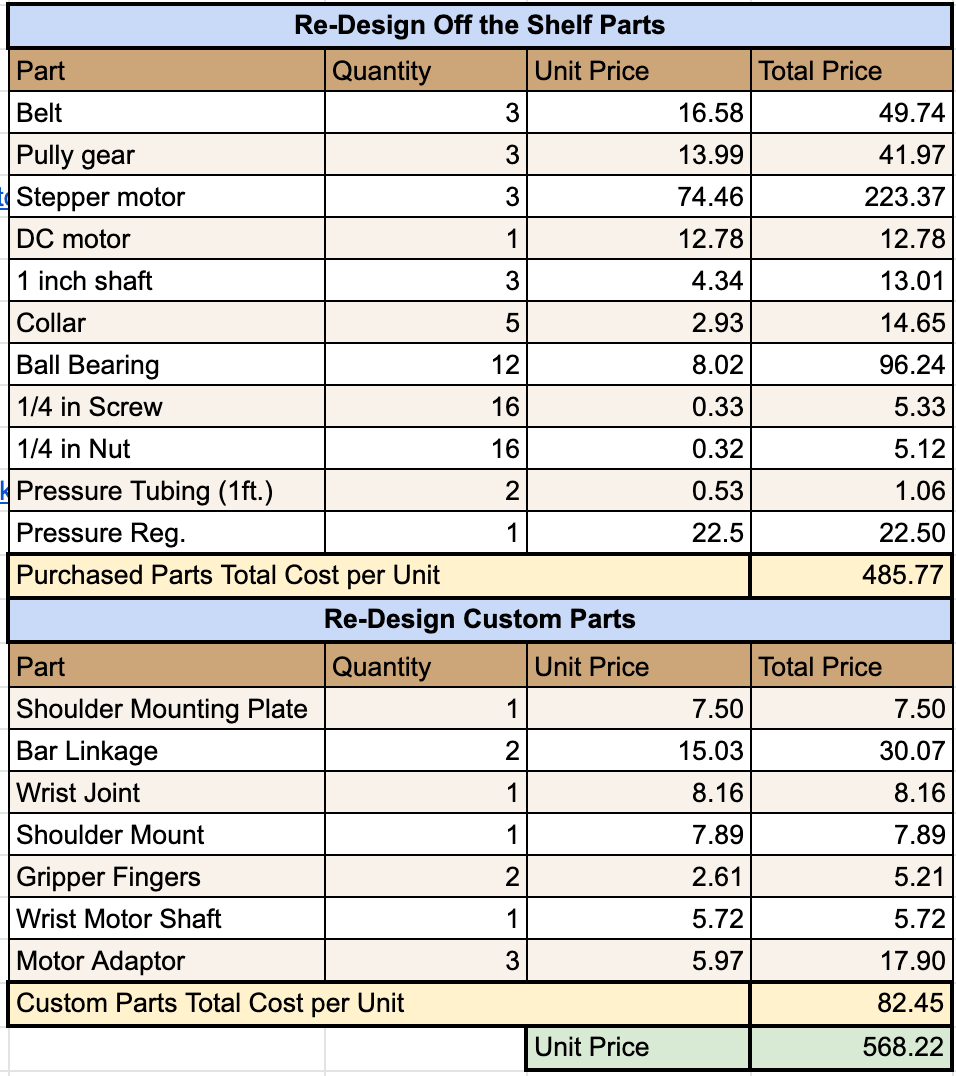 Re-Design Off the Shelf Parts
Part Quantity Unit Price Total Price
Belt 3 16.58 49.74
Pully gear 3 13.99 41.97
Stepper motor 3 74.46 223.37
DC motor 1 12.78 12.78
1 inch shaft 3 4.34 13.01
Collar 5 2.93 14.65
Ball Bearing 12 8.02 96.24
1/4 in Screw 16 0.33 5.33
1/4 in Nut 16 0.32 5.12
Pressure Tubing (1ft.) 2 0.53 1.06
Pressure Reg. 1 22.5 22.50
Purchased Parts Total Cost per Unit 485.77
Re-Design Custom Parts
Part Quantity Unit Price Total Price
Shoulder Mounting Plate 1 7.50 7.50
Bar Linkage 2 15.03 30.07
Wrist Joint 1 8.16 8.16
Shoulder Mount 1 7.89 7.89
Gripper Fingers 2 2.61 5.21
Wrist Motor Shaft 1 5.72 5.72
Motor Adaptor 3 5.97 17.90
Custom Parts Total Cost per Unit 82.45
Unit Price 568.22